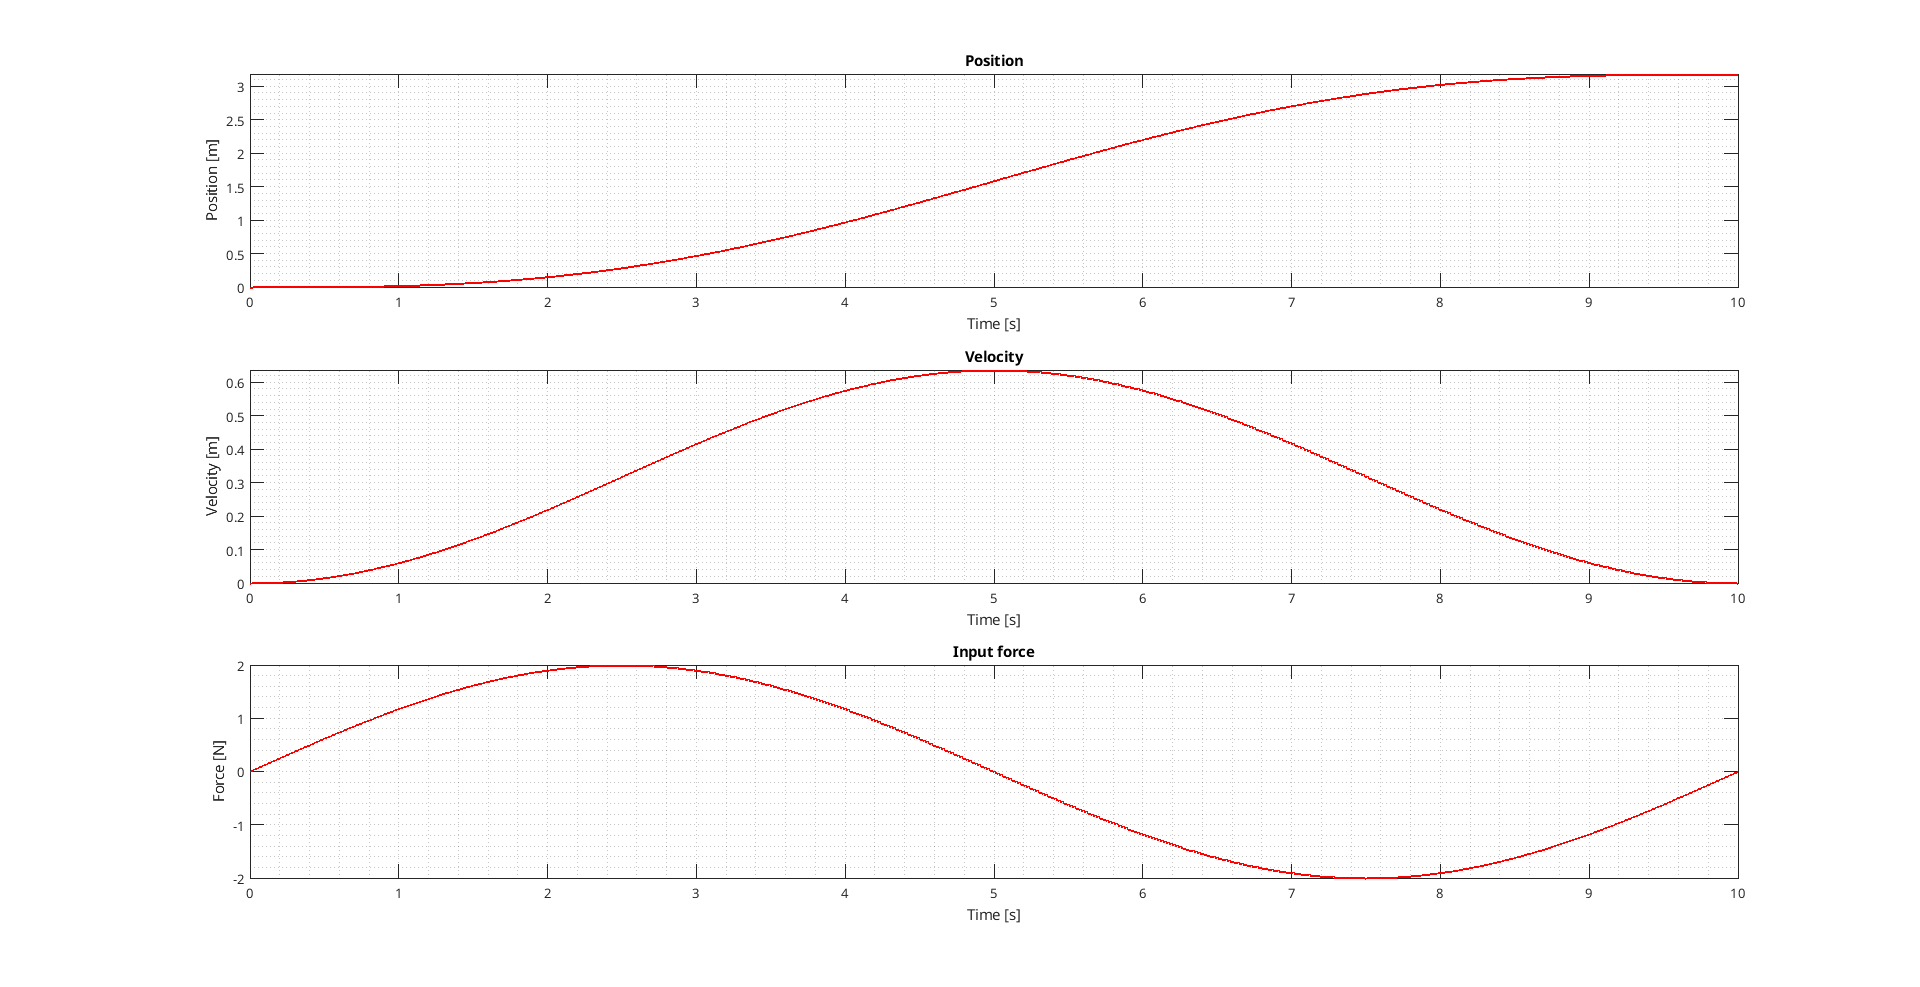 Position
3
2.5
2
1.5
1
0.5
0
Position [m]
0 1 2 3 4 5 6 7 8 9 10
Time [s]
Velocity
0.6
0.5
0.4
0.3
0.2
0.1
0
Velocity [m]
0 1 2 3 4 5 6 7 8 9 10
Time [s]
Input force
2
1
0
-1
-2
Force [N]
0 1 2 3 4 5 6 7 8 9 10
Time [s]